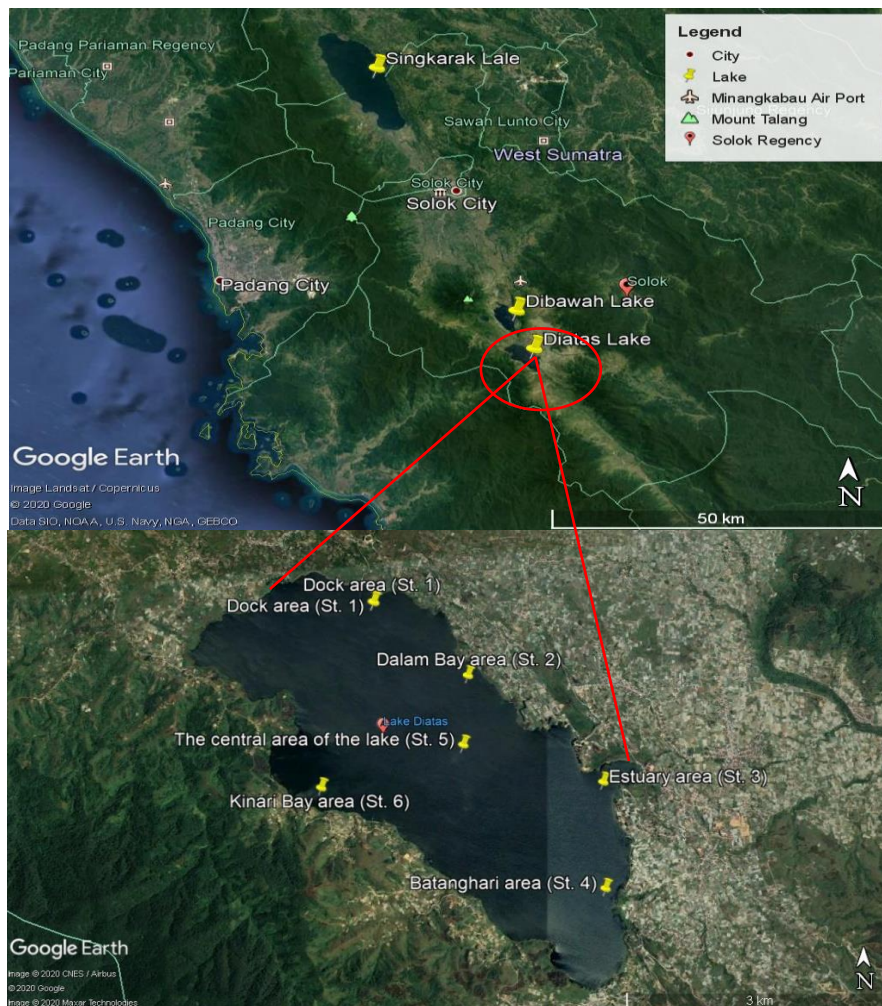 Padang Pariaman Regency
Pariaman City
Singkarak Lale
Legend
City
Lake
Minangkabau Air Port
Mount Talang
Solok Regency
Sawah Lunto City
West Sumatra
Solok City
Solok City
Padang City
Padang City
Solok
Dibawah Lake
Diatas Lake
Google Earth
Image Landsat / Copernicus
© 2020 Google
Data SIO, NOAA, U.S. Navy, NGA, GEBCO
N
50 km
Dock area (St. 1)
Dock area (St. 1)
Dalam Bay area (St. 2)
Lake Diatas
The central area of the lake (St. 5)
Estuary area (St. 3)
Kinari Bay area (St. 6)
Batanghari area (St. 4)
Google Earth
Image © 2020 CNES / Airbus
© 2020 Google
Image © 2020 Maxar Technologies
N
3 km